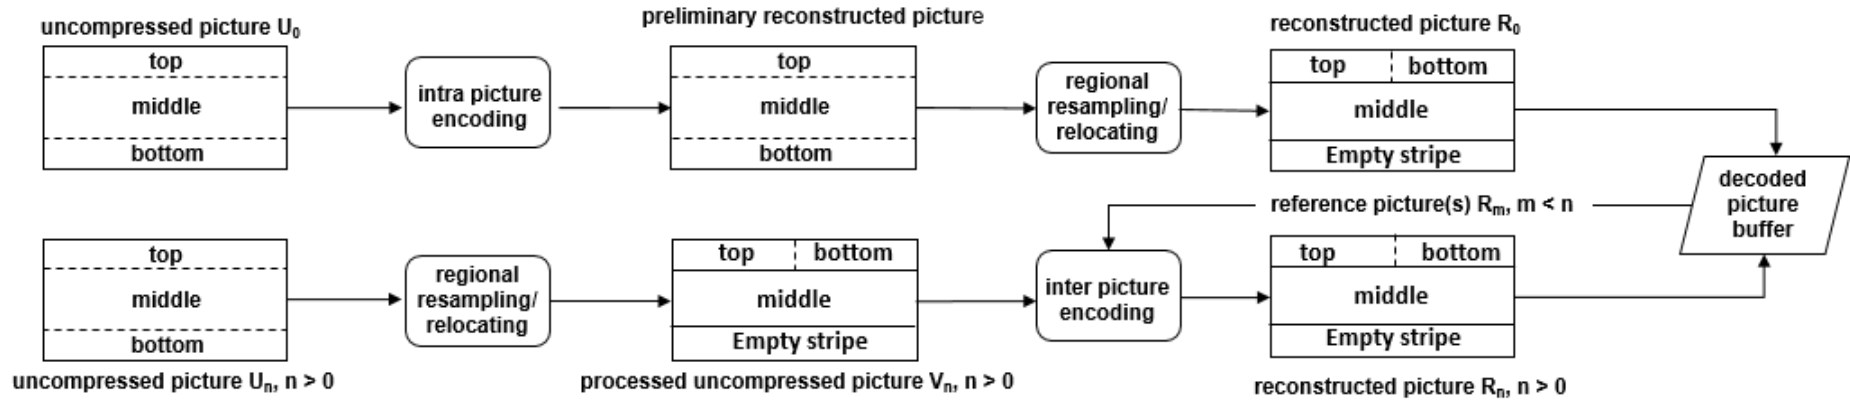 uncompressed picture U₀
top
middle
bottom
intra picture
encoding
preliminary reconstructed picture
top
middle
bottom
regional
resampling/
relocating
reconstructed picture R₀
top bottom
middle
Empty stripe
decoded
picture
buffer
reference picture(s) Rₘ, m < n
top
middle
bottom
uncompressed picture Uₙ, n > 0
regional
resampling/
relocating
top bottom
middle
Empty stripe
processed uncompressed picture Vₙ, n > 0
inter picture
encoding
top bottom
middle
Empty stripe
reconstructed picture Rₙ, n > 0